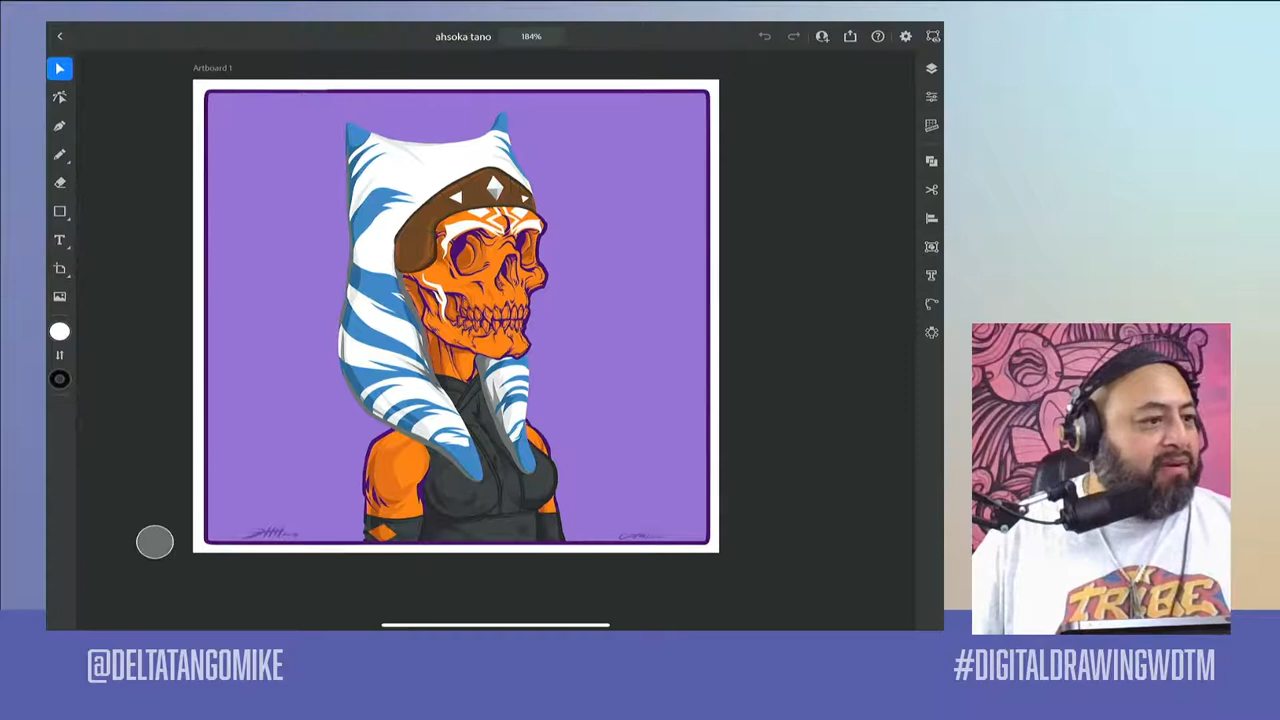 ahsoka tano
184%
Artboard 1
TRIBE
@DELTATANGOMIKE
#DIGITALDRAWINGWDTM